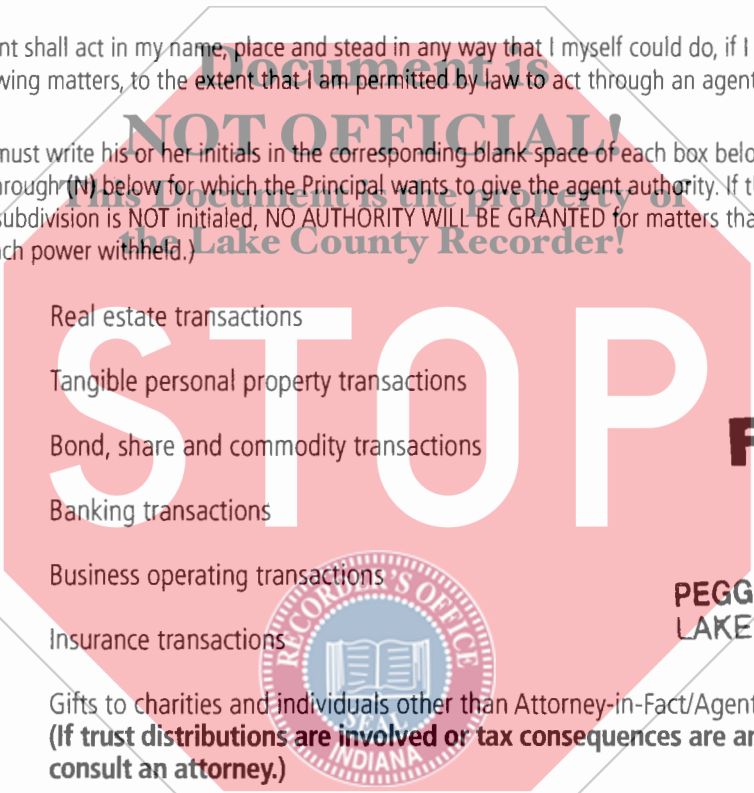 nt shall act in my name, place and stead in any way that I myself could do, if I
wing matters, to the extent that I am permitted by law to act through an agent
Document is
NOT OFFICIAL!
This Document is the property of
the Lake County Recorder!
must write his or her initials in the corresponding blank space of each box belo
rough (N) below for which the Principal wants to give the agent authority. If t
subdivision is NOT initialed, NO AUTHORITY WILL BE GRANTED for matters tha
ch power withheld.)
STOP
Real estate transactions
Tangible personal property transactions
Bond, share and commodity transactions
F
Banking transactions
Business operating transactions
PEGG
LAKE
Insurance transactions
RECORDER'S OFFICE
SEAL
INDIANA
Gifts to charities and individuals other than Attorney-in-Fact/Agent
(If trust distributions are involved or tax consequences are an
consult an attorney.)